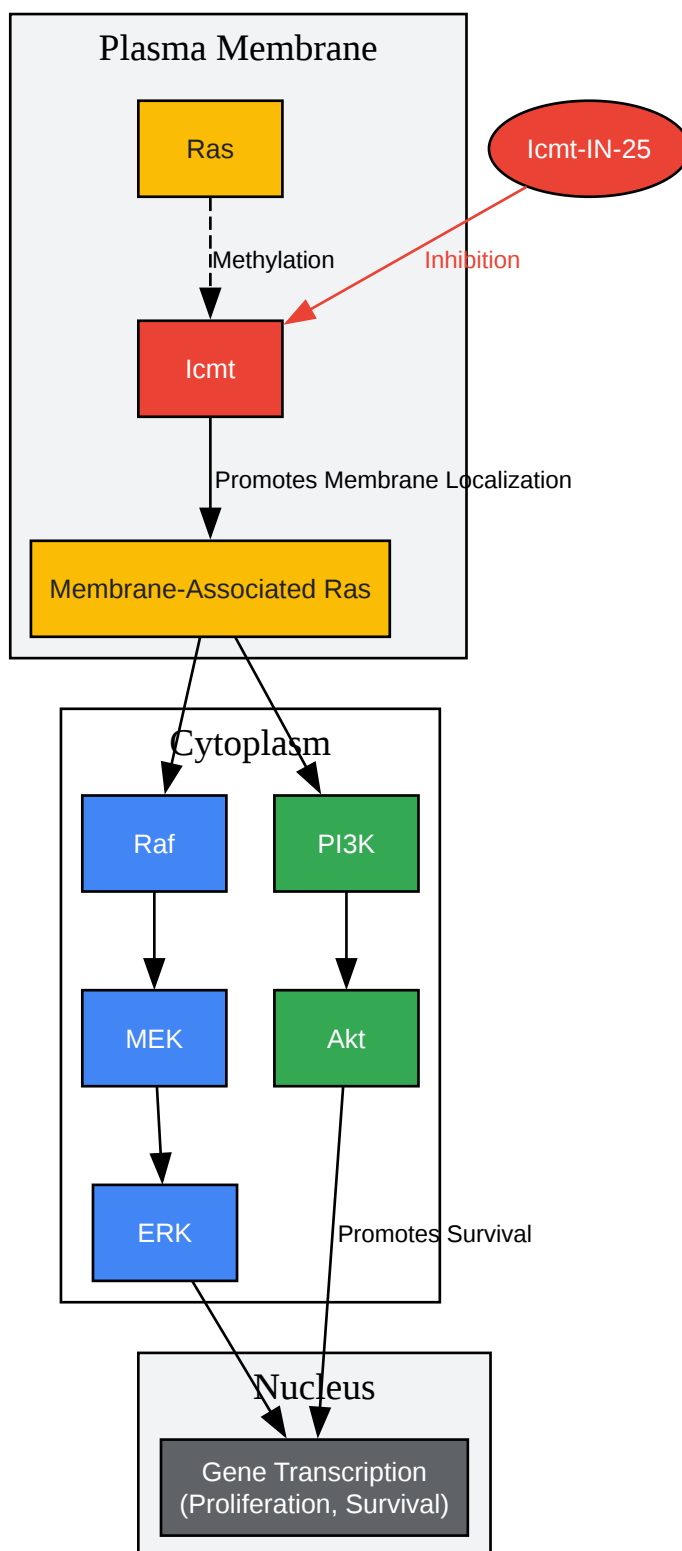 Plasma Membrane
Ras
Icmt-IN-25
Methylation
Inhibition
Icmt
Promotes Membrane Localization
Membrane-Associated Ras
Cytoplasm
Raf
PI3K
MEK
Akt
ERK
Promotes Survival
Nucleus
Gene Transcription
(Proliferation, Survival)